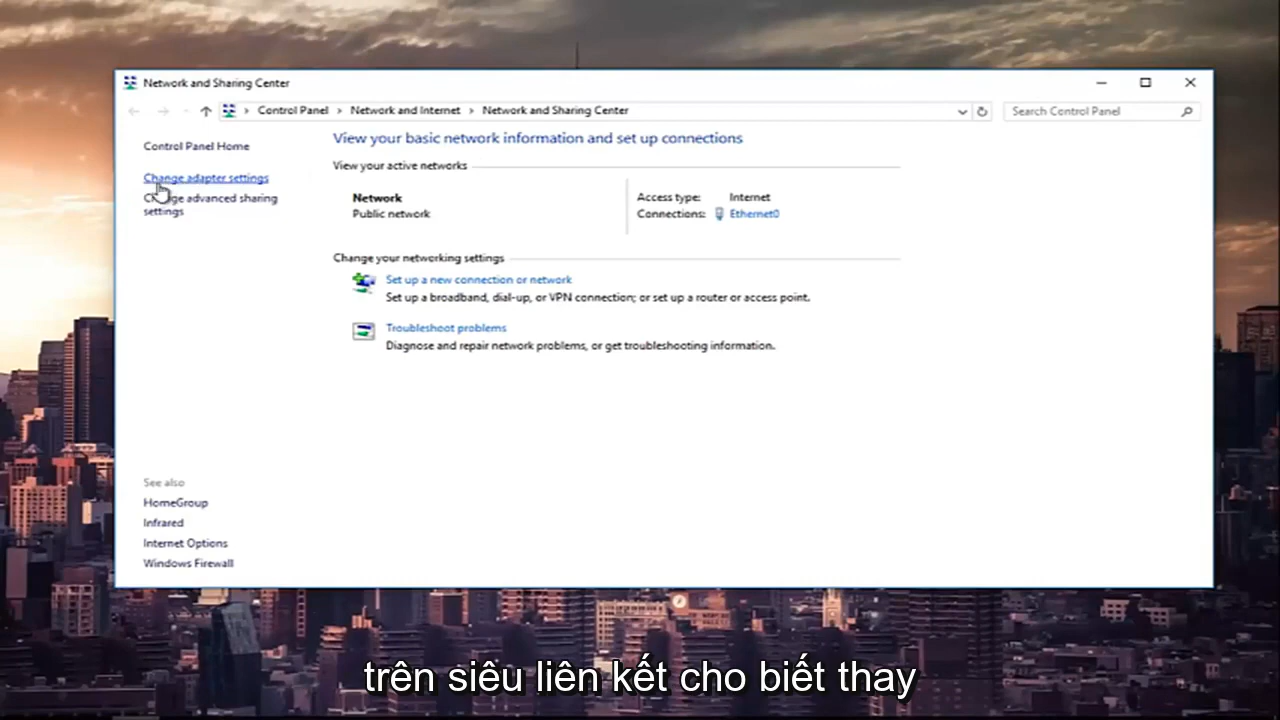 Network and Sharing Center
Control Panel > Network and Internet > Network and Sharing Center
Search Control Panel
Control Panel Home
Change adapter settings
Change advanced sharing
settings
View your basic network information and set up connections
View your active networks
Network
Public network
Access type: Internet
Connections: Ethernet0
Change your networking settings
Set up a new connection or network
Set up a broadband, dial-up, or VPN connection; or set up a router or access point.
Troubleshoot problems
Diagnose and repair network problems, or get troubleshooting information.
See also
HomeGroup
Infrared
Internet Options
Windows Firewall
trên siêu liên kết cho biết thay